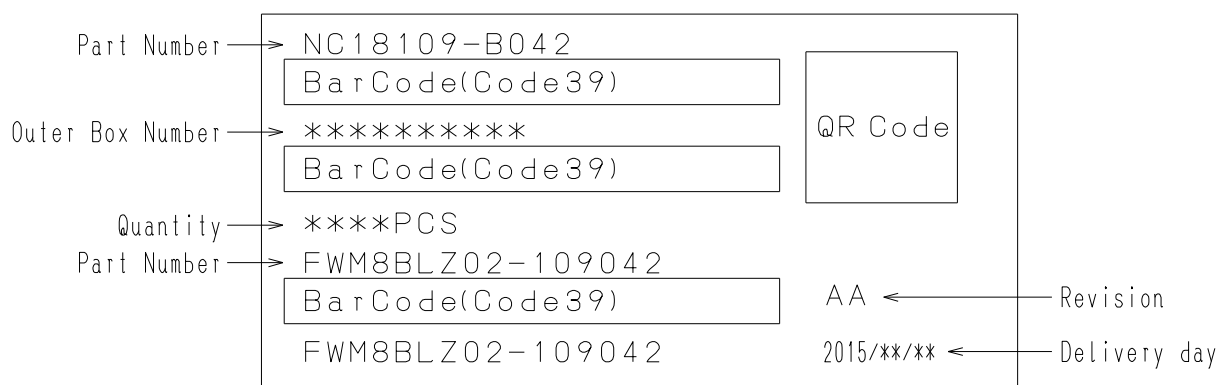 Part Number NC18109-B042
BarCode(Code39)
Outer Box Number **********
BarCode(Code39)
QR Code
Quantity ****PCS
Part Number FWM8BLZ02-109042
BarCode(Code39)
AA Revision
FWM8BLZ02-109042
2015/**/** Delivery day